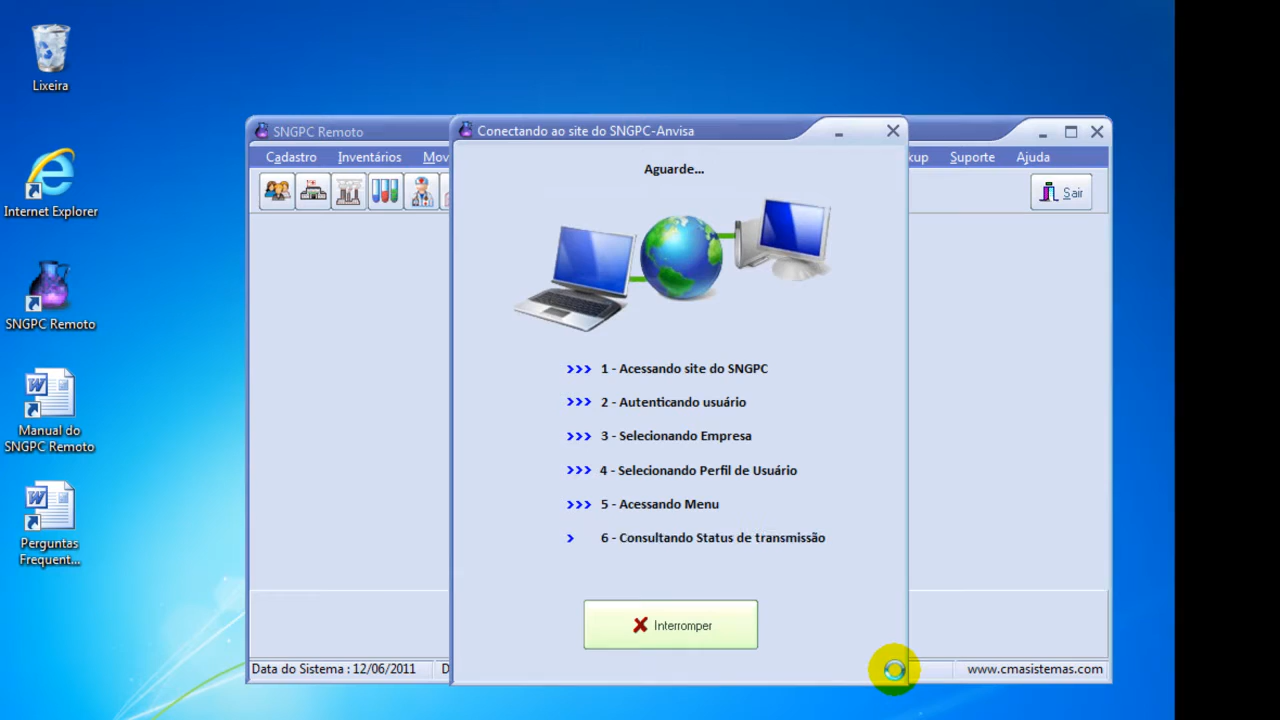 Lixeira
Internet Explorer
SNGPC Remoto
Manual do
SNGPC Remoto
Perguntas
Frequent...
SNGPC Remoto
Conectando ao site do SNGPC-Anvisa
Cadastro Inventários Mov kup Suporte Ajuda
Sair
Aguarde...
>>> 1 - Acessando site do SNGPC
>>> 2 - Autenticando usuário
>>> 3 - Selecionando Empresa
>>> 4 - Selecionando Perfil de Usuário
>>> 5 - Acessando Menu
> 6 - Consultando Status de transmissão
Interromper
Data do Sistema : 12/06/2011 D www.cmasistemas.com